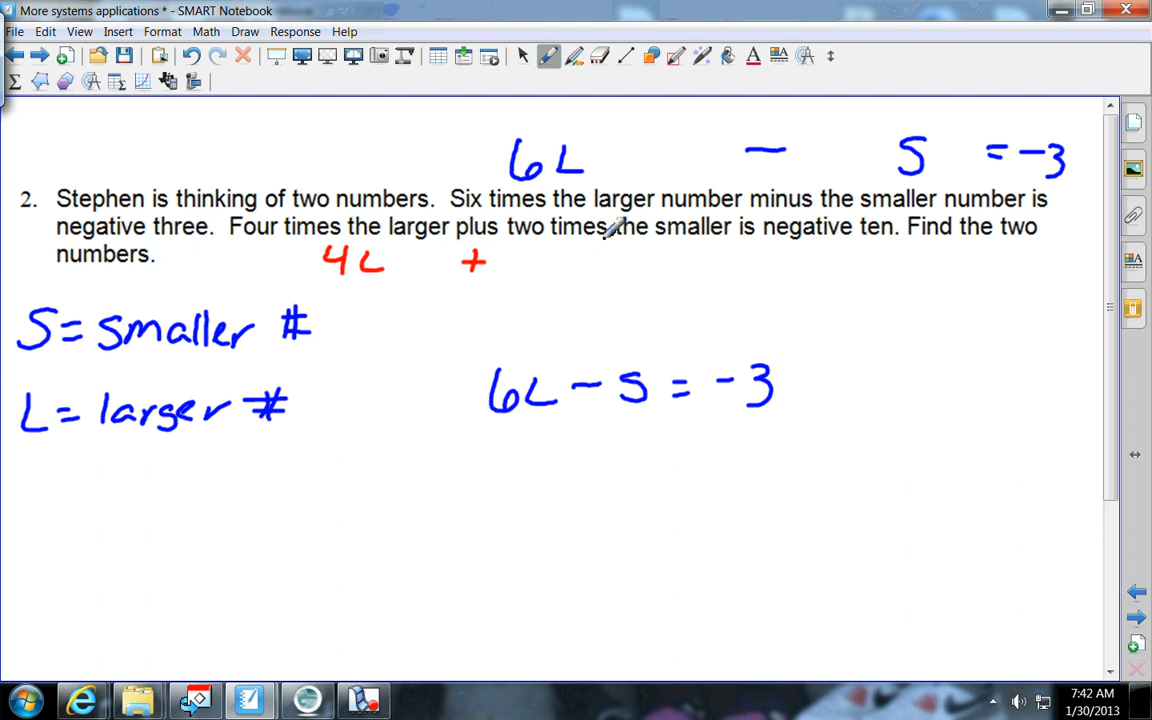 More systems applications * - SMART Notebook
File Edit View Insert Format Math Draw Response Help
6L - S = -3
2. Stephen is thinking of two numbers. Six times the larger number minus the smaller number is
negative three. Four times the larger plus two times the smaller is negative ten. Find the two
numbers.
4L +
S = smaller #
L = larger #
6L - S = -3
7:42 AM
1/30/2013